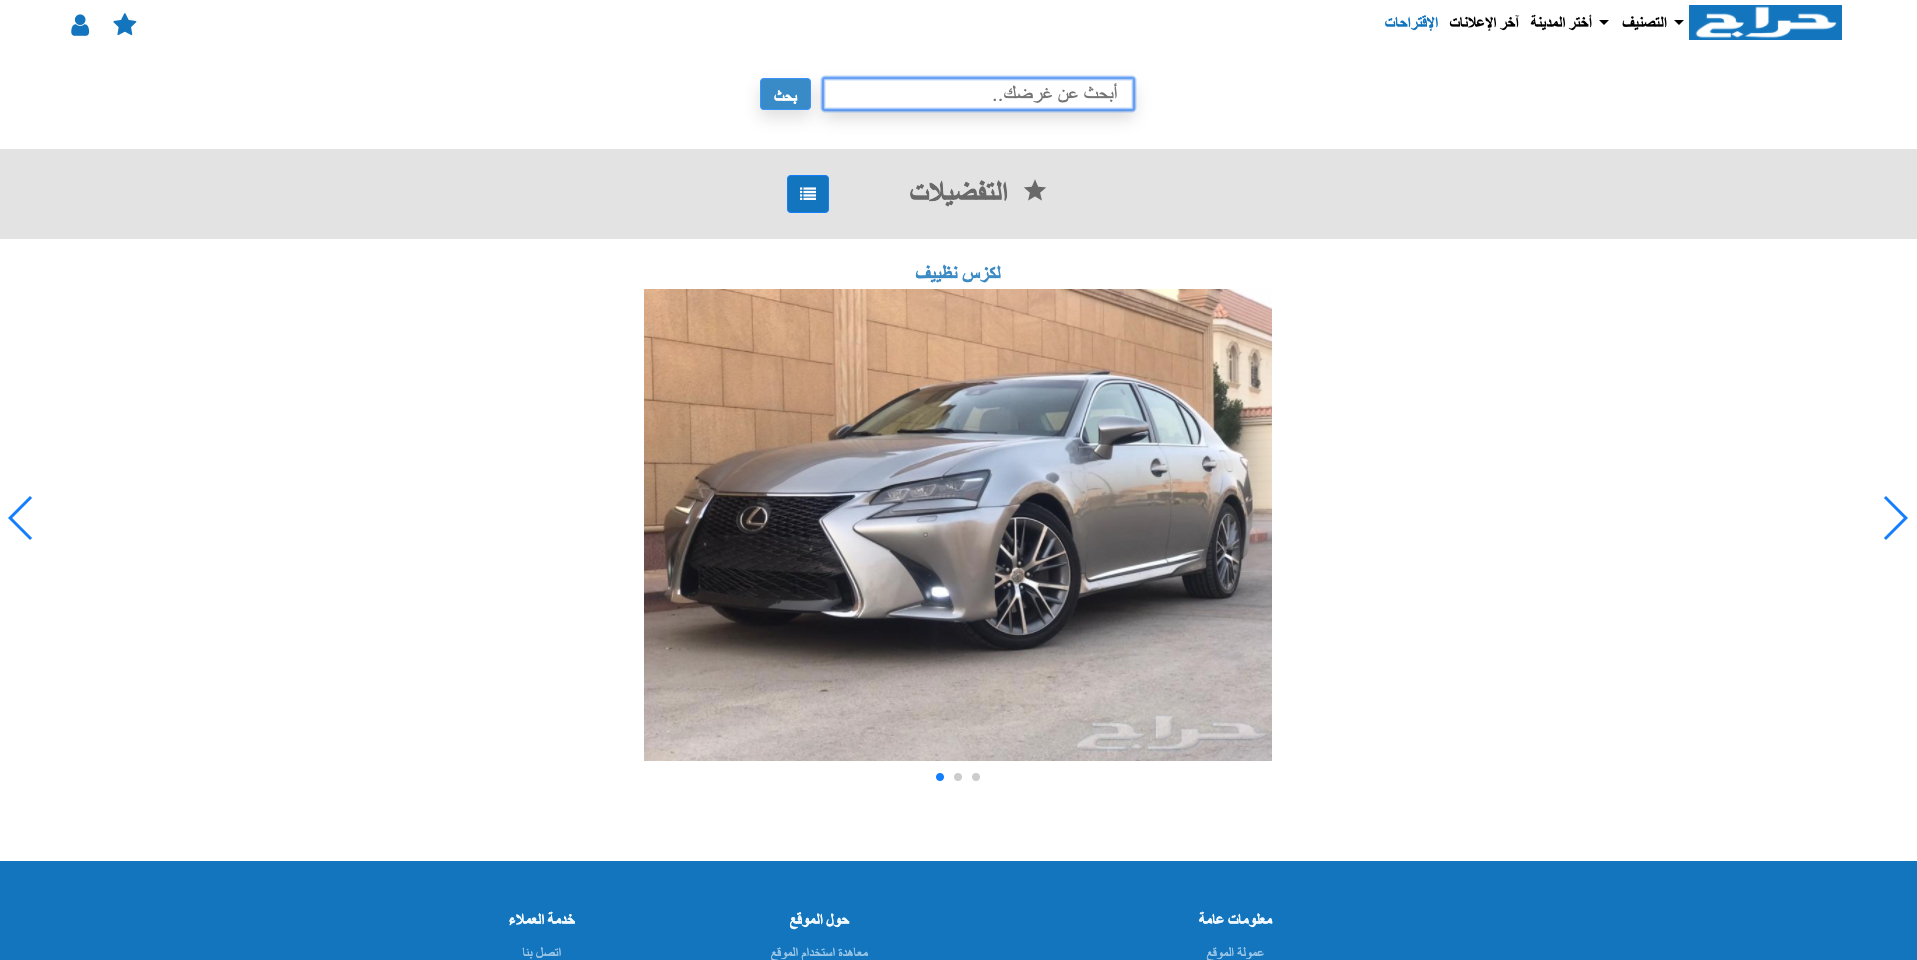 حراج
التصنيف
أختر المدينة
آخر الإعلانات
الإقتراحات
أبحث عن غرضك..
بحث
التفضيلات
لكزس نظييف
حراج
معلومات عامة
حول الموقع
خدمة العملاء
عمولة الموقع
معاهدة استخدام الموقع
اتصل بنا